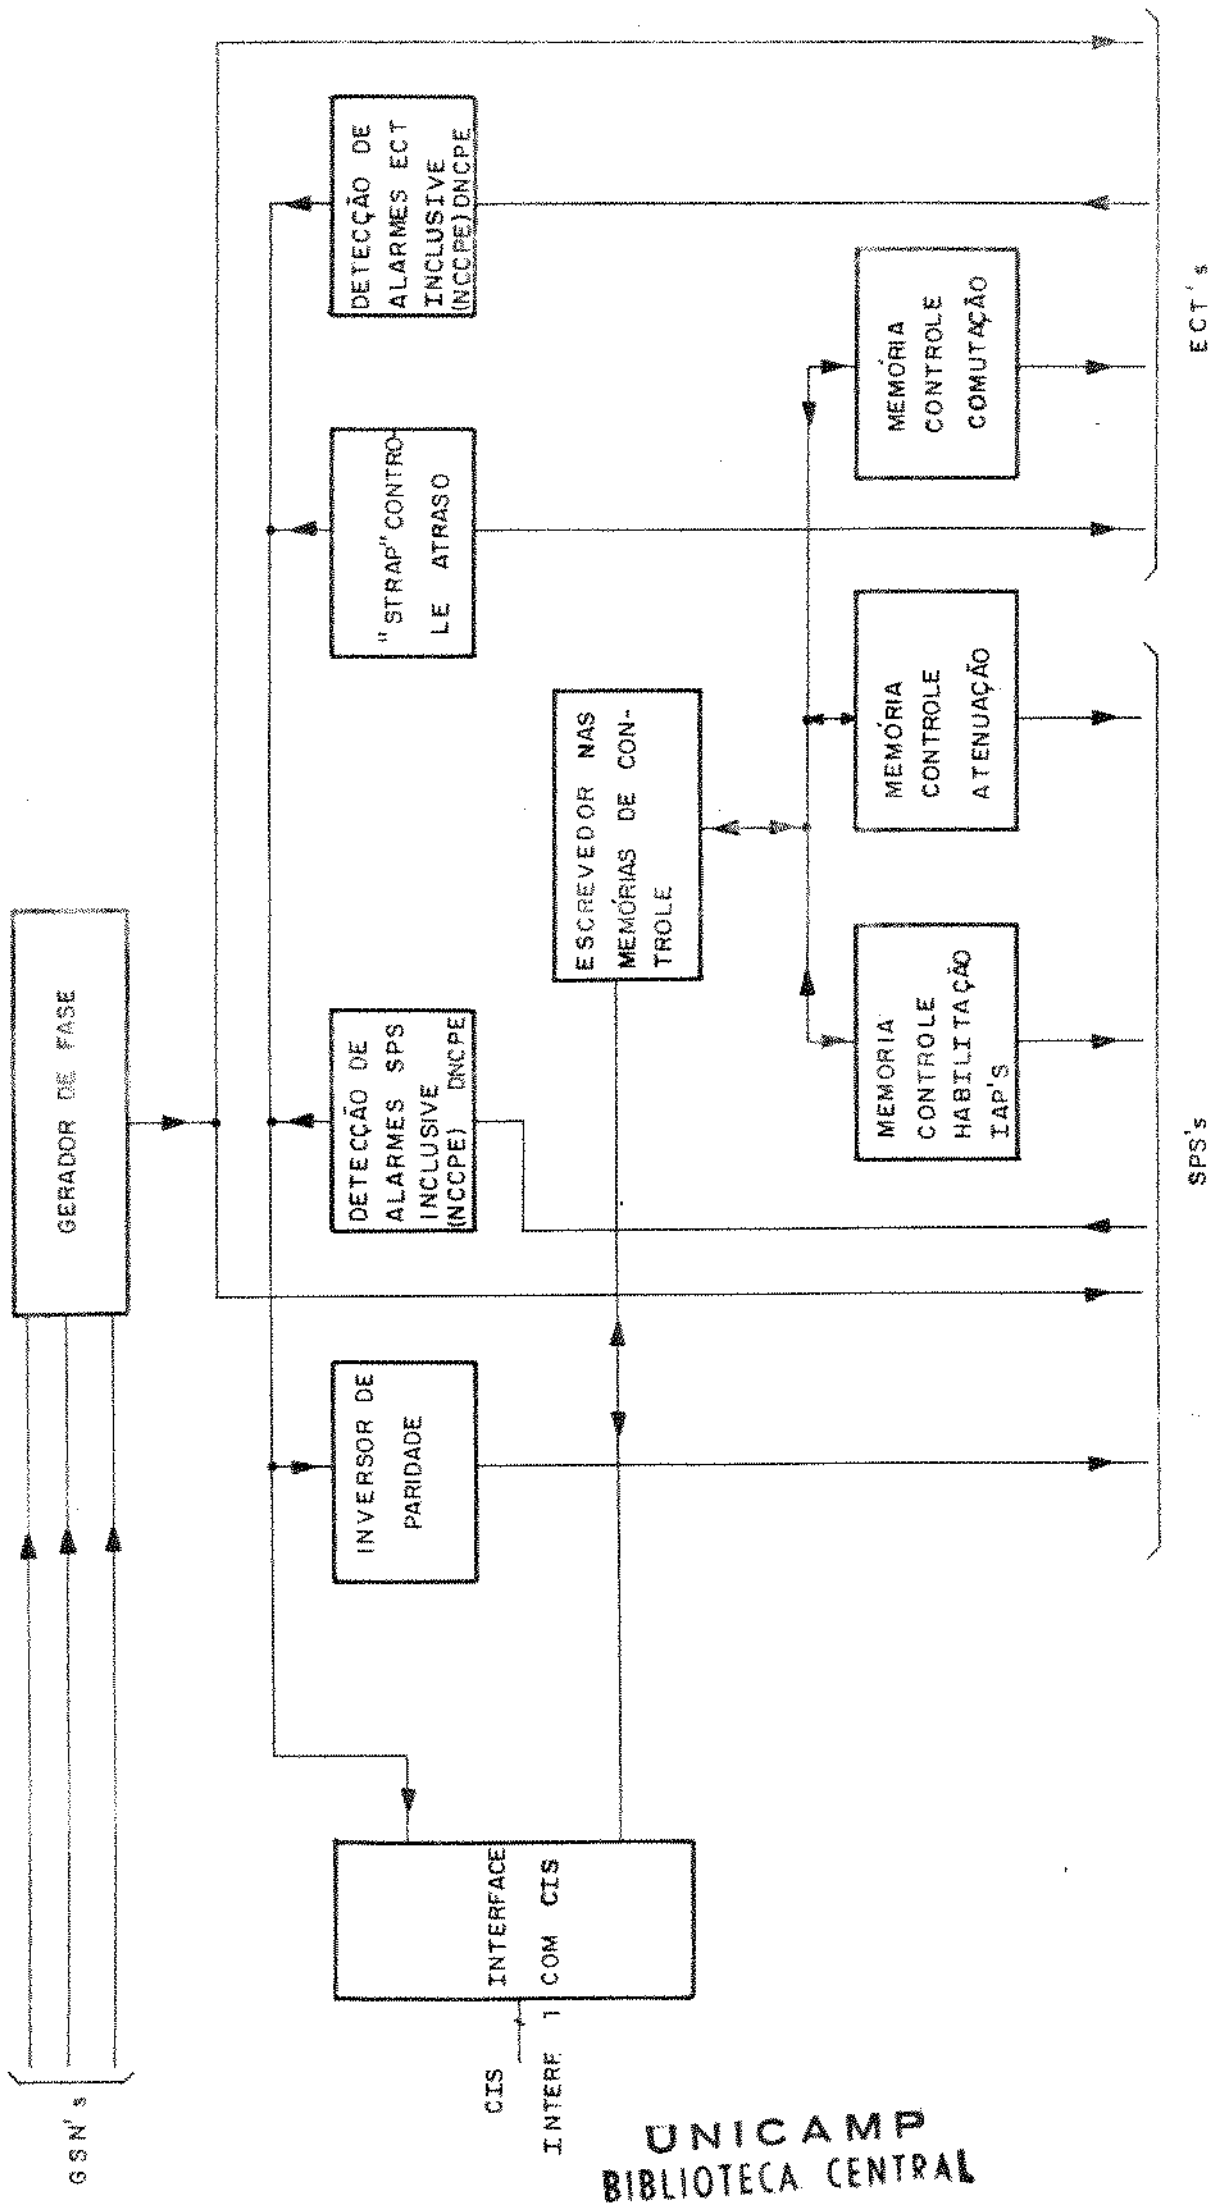 GSN's
GERADOR DE FASE
CIS
INTERF 1
INTERFACE
COM CIS
INVERSOR DE
PARIDADE
DETECÇÃO DE
ALARMES SPS
INCLUSIVE
(NCCPE) DNCPE
"STRAP" CONTRO-
LE ATRASO
DETECÇÃO DE
ALARMES ECT
INCLUSIVE
(NCCPE) DNCPE
ESCREVEDOR NAS
MEMÓRIAS DE CON-
TROLE
MEMORIA
CONTROLE
HABILITAÇÃO
IAP'S
MEMÓRIA
CONTROLE
ATENUAÇÃO
MEMÓRIA
CONTROLE
COMUTAÇÃO
SPS's
ECT's
UNICAMP
BIBLIOTECA CENTRAL